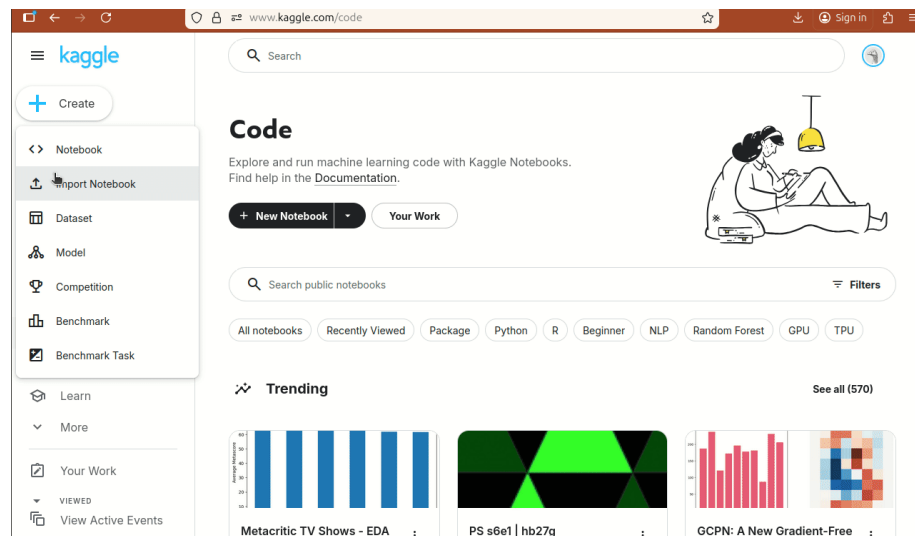 www.kaggle.com/code
Sign in
kaggle
Search
Create
Notebook
Import Notebook
Dataset
Model
Competition
Benchmark
Benchmark Task
Learn
More
Your Work
VIEWED
View Active Events
Code
Explore and run machine learning code with Kaggle Notebooks.
Find help in the Documentation.
+ New Notebook
Your Work
Search public notebooks
Filters
All notebooks
Recently Viewed
Package
Python
R
Beginner
NLP
Random Forest
GPU
TPU
Trending
See all (570)
Metacritic TV Shows - EDA
PS s6e1 | hb27q
GCPN: A New Gradient-Free